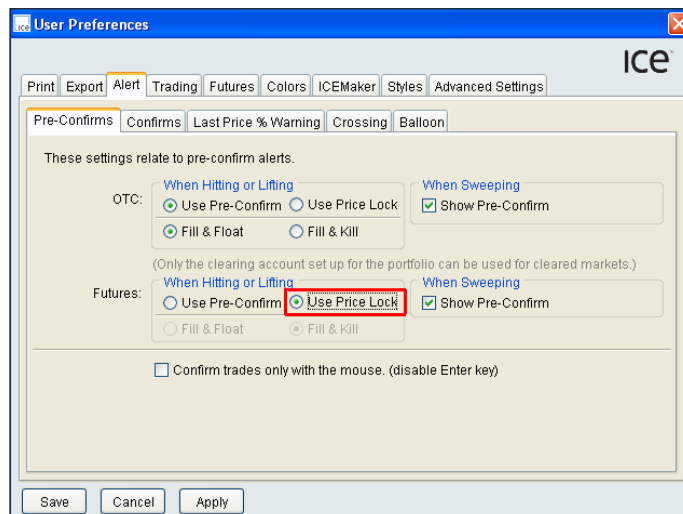 ice User Preferences
ice
Print Export Alert Trading Futures Colors ICEMaker Styles Advanced Settings
Pre-Confirms Confirms Last Price % Warning Crossing Balloon
These settings relate to pre-confirm alerts.
When Hitting or Lifting When Sweeping
OTC: Use Pre-Confirm Use Price Lock Show Pre-Confirm
Fill & Float Fill & Kill
(Only the clearing account set up for the portfolio can be used for cleared markets.)
When Hitting or Lifting When Sweeping
Futures: Use Pre-Confirm Use Price Lock Show Pre-Confirm
Fill & Float Fill & Kill
Confirm trades only with the mouse. (disable Enter key)
Save Cancel Apply